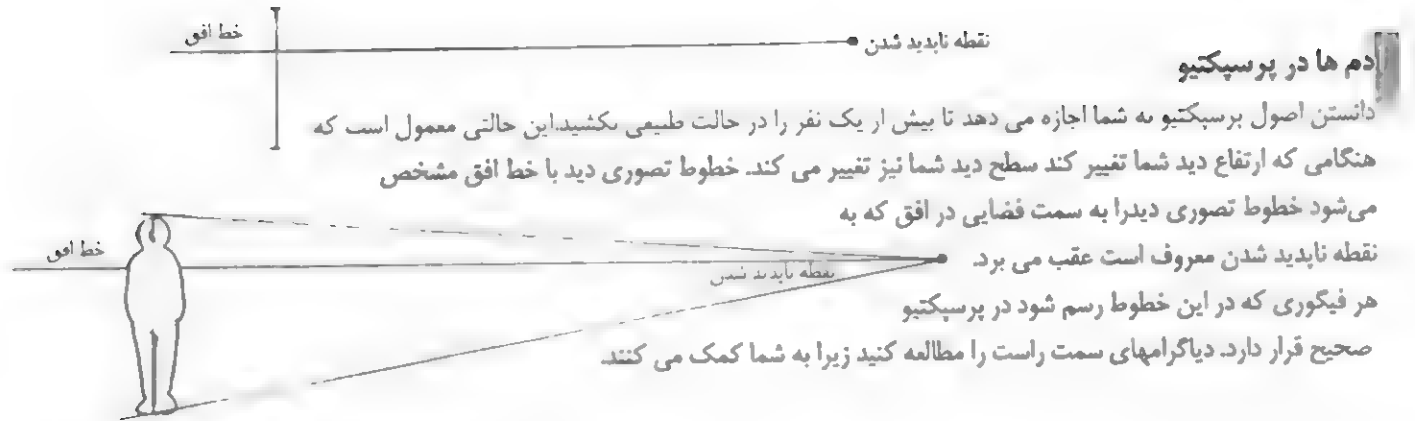 خط افق
نقطه ناپدید شدن
دم ها در پرسپکتیو
دانستن اصول پرسپکتیو به شما اجازه می دهد تا بیش از یک نفر را در حالت طبیعی بکشید.این حالتی معمول است که
هنگامی که ارتفاع دید شما تغییر کند سطح دید شما نیز تغییر می کند. خطوط تصوری دید با خط افق مشخص
می‌شود خطوط تصوری دیدرا به سمت فضایی در افق که به
نقطه ناپدید شدن معروف است عقب می برد.
هر فیگوری که در این خطوط رسم شود در پرسپکتیو
صحیح قرار دارد. دیاگرامهای سمت راست را مطالعه کنید زیرا به شما کمک می کنند.
خط افق
نقطه ناپدید شدن